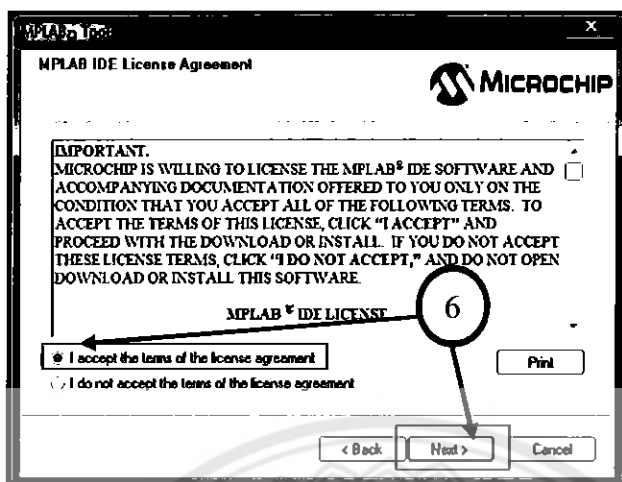 MPLAB® Tools
X
MPLAB IDE License Agreement
MICROCHIP
IMPORTANT.
MICROCHIP IS WILLING TO LICENSE THE MPLAB® IDE SOFTWARE AND
ACCOMPANYING DOCUMENTATION OFFERED TO YOU ONLY ON THE
CONDITION THAT YOU ACCEPT ALL OF THE FOLLOWING TERMS. TO
ACCEPT THE TERMS OF THIS LICENSE, CLICK “I ACCEPT” AND
PROCEED WITH THE DOWNLOAD OR INSTALL. IF YOU DO NOT ACCEPT
THESE LICENSE TERMS, CLICK “I DO NOT ACCEPT,” AND DO NOT OPEN
DOWNLOAD OR INSTALL THIS SOFTWARE.
MPLAB® IDE LICENSE
6
I accept the terms of the license agreement
Print
I do not accept the terms of the license agreement
< Back
Next >
Cancel